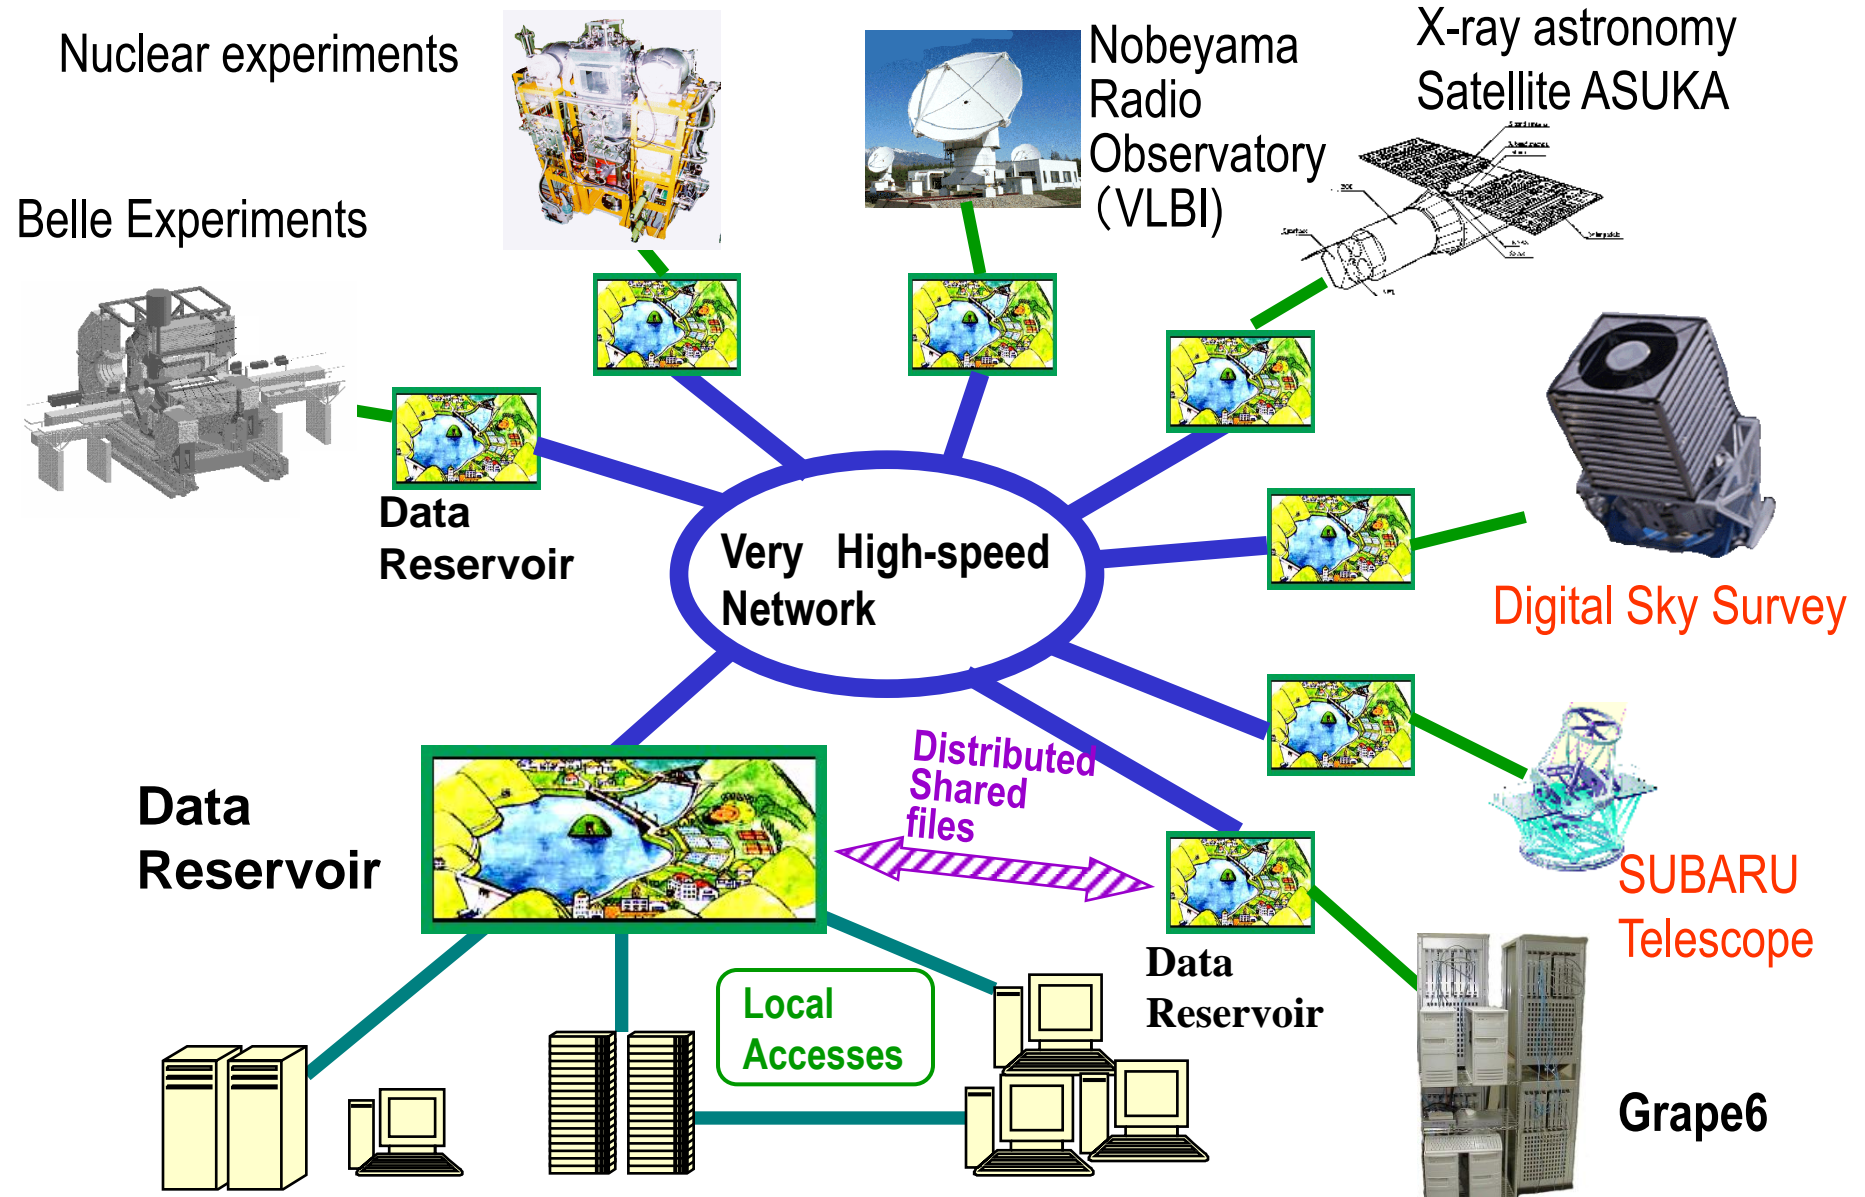 Nuclear experiments
Nobeyama
Radio
Observatory
（VLBI)
X-ray astronomy
Satellite ASUKA
Belle Experiments
Data
Reservoir
Very High-speed
Network
Digital Sky Survey
Distributed
Shared
files
Data
Reservoir
SUBARU
Telescope
Data
Reservoir
Local
Accesses
Grape6